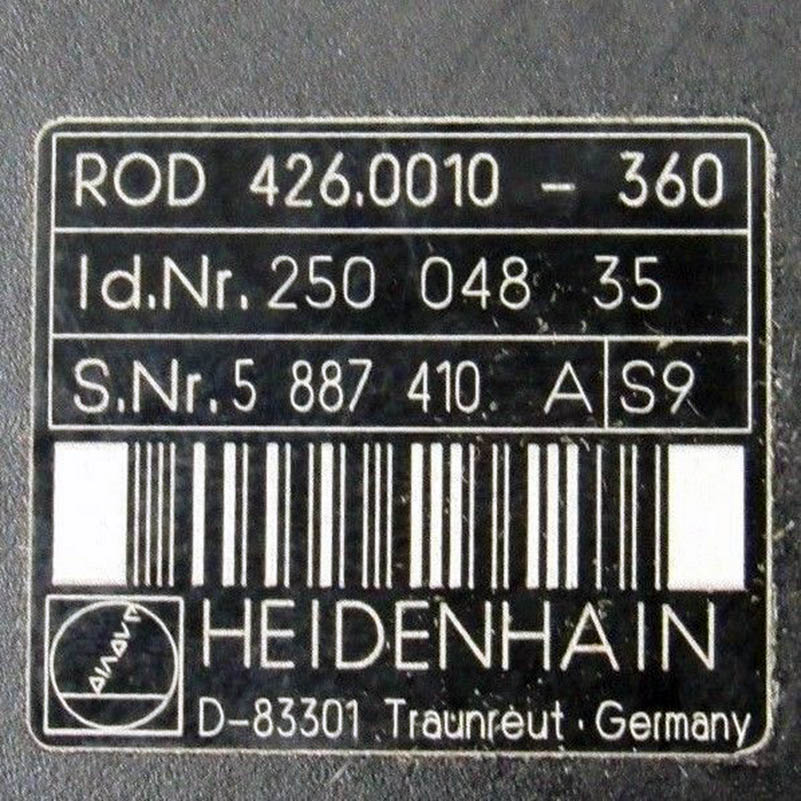 ROD 426.0010 - 360
Id.Nr. 250 048 35
S.Nr. 5 887 410 A S9
HEIDENHAIN
D-83301 Traunreut · Germany